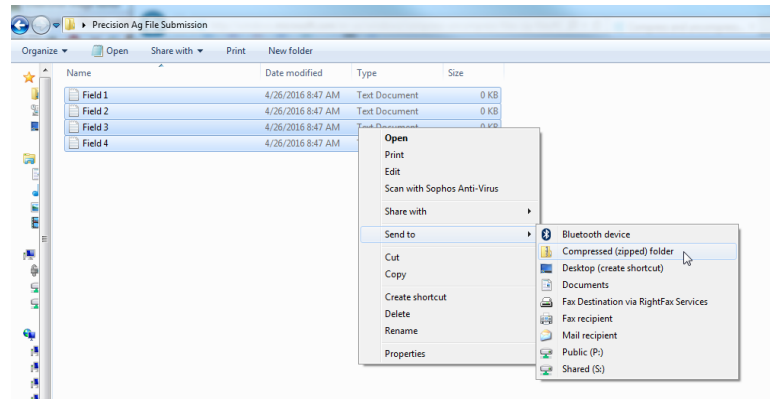 Precision Ag File Submission
Organize Open Share with Print New folder
Name Date modified Type Size
Field 1 4/26/2016 8:47 AM Text Document 0 KB
Field 2 4/26/2016 8:47 AM Text Document 0 KB
Field 3 4/26/2016 8:47 AM Text Document 0 KB
Field 4 4/26/2016 8:47 AM
Open
Print
Edit
Scan with Sophos Anti-Virus
Share with
Send to
Cut
Copy
Create shortcut
Delete
Rename
Properties
Bluetooth device
Compressed (zipped) folder
Desktop (create shortcut)
Documents
Fax Destination via RightFax Services
Fax recipient
Mail recipient
Public (P:)
Shared (S:)